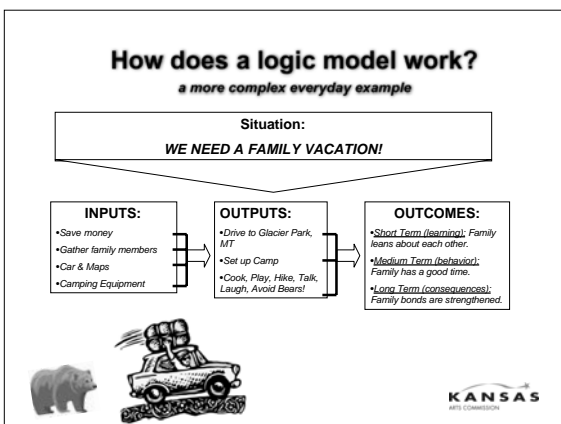 How does a logic model work?
a more complex everyday example
Situation:
WE NEED A FAMILY VACATION!
INPUTS:
•Save money
•Gather family members
•Car & Maps
•Camping Equipment
OUTPUTS:
•Drive to Glacier Park,
MT
•Set up Camp
•Cook, Play, Hike, Talk,
Laugh, Avoid Bears!
OUTCOMES:
•Short Term (learning): Family
leans about each other.
•Medium Term (behavior):
Family has a good time.
•Long Term (consequences):
Family bonds are strengthened.
KANSAS
ARTS COMMISSION